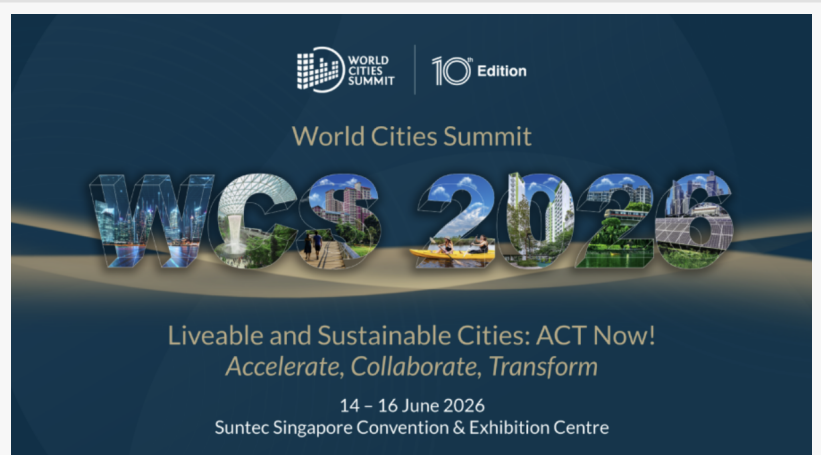 WORLD
CITIES
SUMMIT
10th Edition
World Cities Summit
WCS 2026
Liveable and Sustainable Cities: ACT Now!
Accelerate, Collaborate, Transform
14 – 16 June 2026
Suntec Singapore Convention & Exhibition Centre